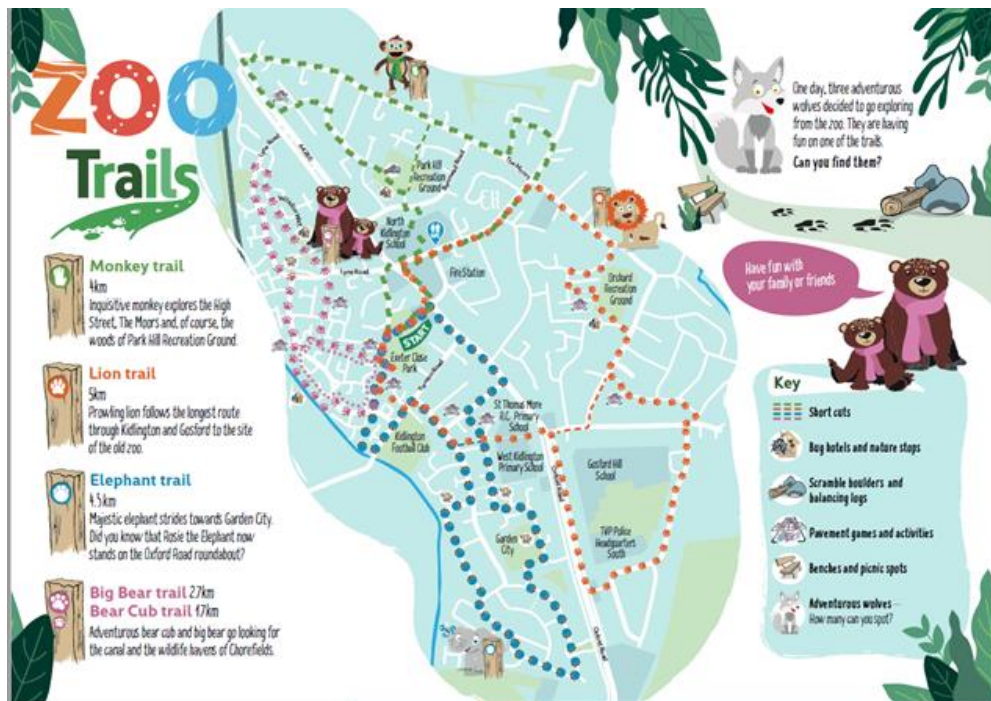 ZOO
Trails
Monkey trail
4km
Inquisitive monkey explores the High
Street, The Moors and, of course, the
woods of Park Hill Recreation Ground.
Lion trail
5km
Prowling lion follows the longest route
through Kidlington and Gosford to the site
of the old zoo.
Elephant trail
4.5km
Majestic elephant strides towards Garden City.
Did you know that Rosie the Elephant now
stands on the Oxford Road roundabout?
Big Bear trail 2.7km
Bear Cub trail 1.7km
Adventurous bear cub and big bear go looking for
the canal and the wildlife havens of Chorefields.
One day, three adventurous
wolves decided to go exploring
from the zoo. They are having
fun on one of the trails.
Can you find them?
Have fun with
your family or friends
Park Hill
Recreation
Ground
The Moors
North
Kidlington
School
Lyne Road
Fire Station
Orchard
Recreation
Ground
START
Exeter Close
Park
St Thomas More
R.C. Primary
School
Kidlington
Football Club
West Kidlington
Primary School
Oxford Road
Gosford Hill
School
Garden
City
TVP Police
Headquarters
South
Oxford Road
Key
Short cuts
Bug hotels and nature stops
Scramble boulders and
balancing logs
Pavement games and activities
Benches and picnic spots
Adventurous wolves –
How many can you spot?